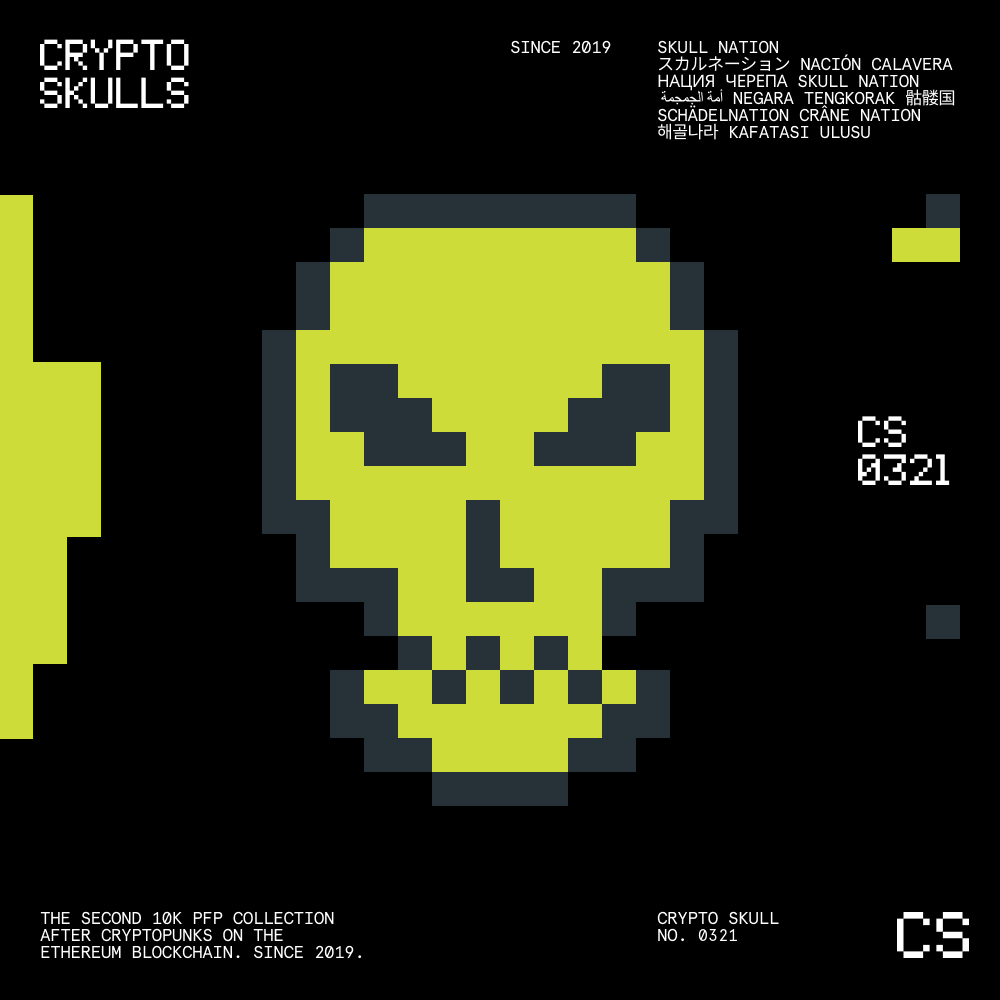 CRYPTO
SKULLS
SINCE 2019
SKULL NATION
スカルネーション NACIÓN CALAVERA
НАЦИЯ ЧЕРЕПА SKULL NATION
أمة الجمجمة NEGARA TENGKORAK 骷髅国
SCHÄDELNATION CRÂNE NATION
해골나라 KAFATASI ULUSU
CS
0321
THE SECOND 10K PFP COLLECTION
AFTER CRYPTOPUNKS ON THE
ETHEREUM BLOCKCHAIN. SINCE 2019.
CRYPTO SKULL
NO. 0321
CS